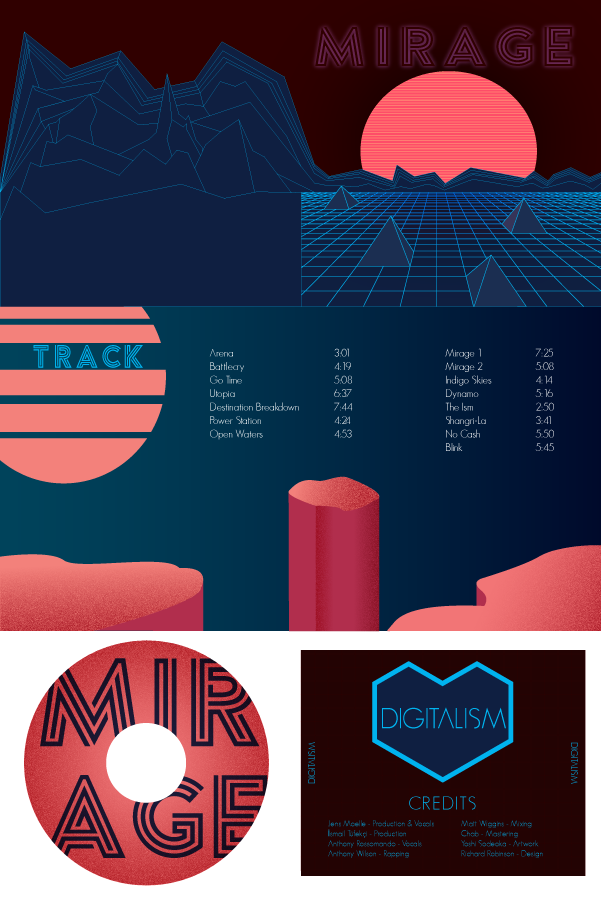 MIRAGE
TRACK
Arena 3:01
Battlecry 4:19
Go Time 5:08
Utopia 6:37
Destination Breakdown 7:44
Power Station 4:24
Open Waters 4:53
Mirage 1 7:25
Mirage 2 5:08
Indigo Skies 4:14
Dynamo 5:16
The Ism 2:50
Shangri-La 3:41
No Cash 5:50
Blink 5:45
MIR
AGE
DIGITALISM
DIGITALISM
DIGITALISM
CREDITS
Jens Moelle - Production & Vocals
Ismail Tüfekçi - Production
Anthony Rossomando - Vocals
Anthony Wilson - Rapping
Matt Wiggins - Mixing
Chab - Mastering
Yoshi Sodeoka - Artwork
Richard Robinson - Design